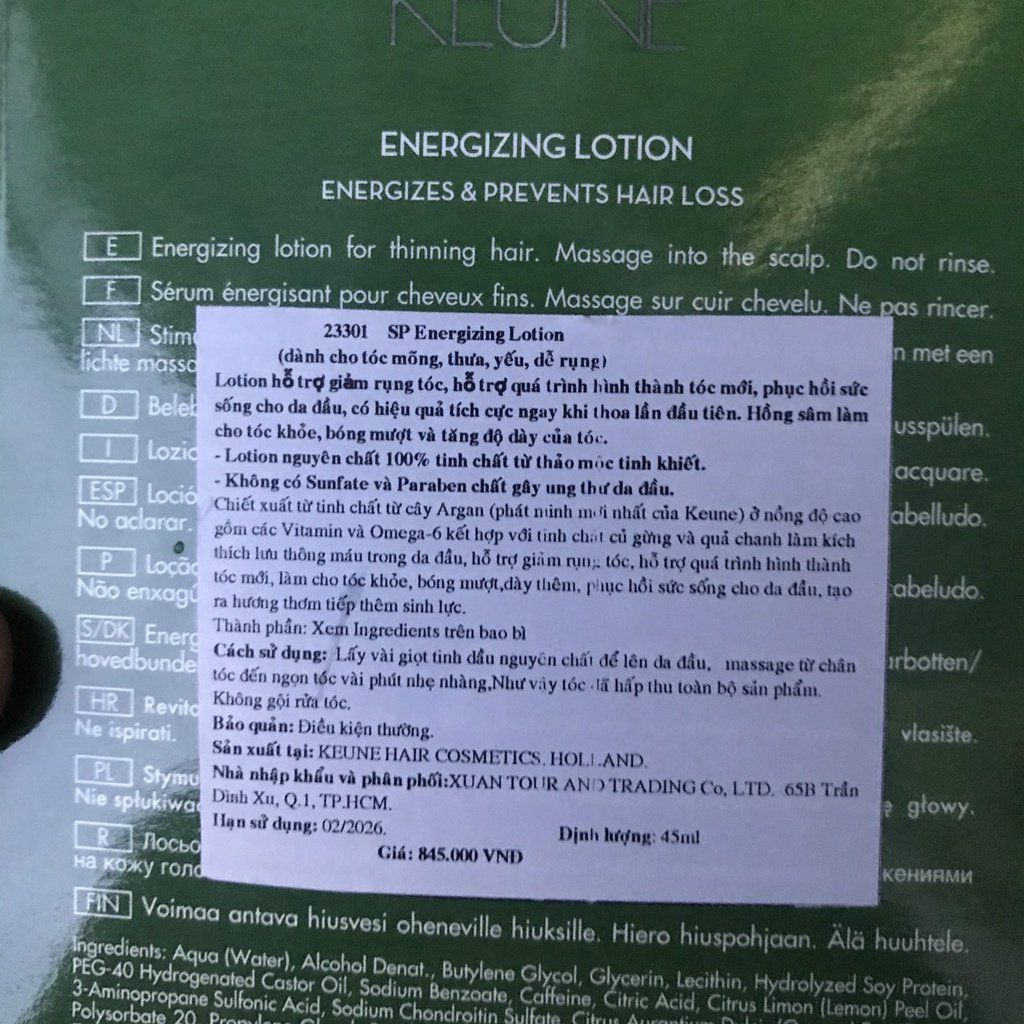 KEUNE
ENERGIZING LOTION
ENERGIZES & PREVENTS HAIR LOSS
E Energizing lotion for thinning hair. Massage into the scalp. Do not rinse.
F Sérum énergisant pour cheveux fins. Massage sur cuir chevelu. Ne pas rincer.
NL met een
lichte
D usspülen.
I acquare.
ESP
No aclarar.
P
Não
S/DK
HR
Ne ispirati. vlasište.
PL
Nie głowy.
R
на кожу
FIN Voimaa antava hiusvesi oheneville hiuksille. Hiero hiuspohjaan. Älä huuhtele.
Ingredients: Aqua (Water), Alcohol Denat., Butylene Glycol, Glycerin, Lecithin, Hydrolyzed Soy Protein,
PEG-40 Hydrogenated Castor Oil, Sodium Benzoate, Caffeine, Citric Acid, Citrus Limon (Lemon) Peel Oil,
3-Aminopropane Sulfonic Acid, Sodium Chondroitin Sulfate, Citrus
Polysorbate 20,
23301 SP Energizing Lotion
(dành cho tóc mõng, thưa, yếu, dễ rụng)
Lotion hỗ trợ giảm rụng tóc, hỗ trợ quá trình hình thành tóc mới, phục hồi sức
sống cho da đầu, có hiệu quả tích cực ngay khi thoa lần đầu tiên. Hồng sâm làm
cho tóc khỏe, bóng mượt và tăng độ dày của tóc.
- Lotion nguyên chất 100% tinh chất từ thảo mộc tinh khiết.
- Không có Sunfate và Paraben chất gây ung thư da đầu.
Chiết xuất từ tinh chất từ cây Argan (phát minh mới nhất của Keune) ở nồng độ cao
gồm các Vitamin và Omega-6 kết hợp với tinh chất củ gừng và quả chanh làm kích
thích lưu thông máu trong da đầu, hỗ trợ giảm rụng tóc, hỗ trợ quá trình hình thành
tóc mới, làm cho tóc khỏe, bóng mượt,dày thêm, phục hồi sức sống cho da đầu, tạo
ra hương thơm tiếp thêm sinh lực.
Thành phần: Xem Ingredients trên bao bì
Cách sử dụng: Lấy vài giọt tinh dầu nguyên chất để lên da đầu, massage từ chân
tóc đến ngọn tóc vài phút nhẹ nhàng,Như vậy tóc đã hấp thu toàn bộ sản phẩm.
Không gội rửa tóc.
Bảo quản: Điều kiện thường.
Sản xuất tại: KEUNE HAIR COSMETICS, HOLLAND.
Nhà nhập khẩu và phân phối:XUAN TOUR AND TRADING Co, LTD. 65B Trần
Đình Xu, Q.1, TP.HCM.
Hạn sử dụng: 02/2026. Định lượng: 45ml
Giá: 845.000 VNĐ